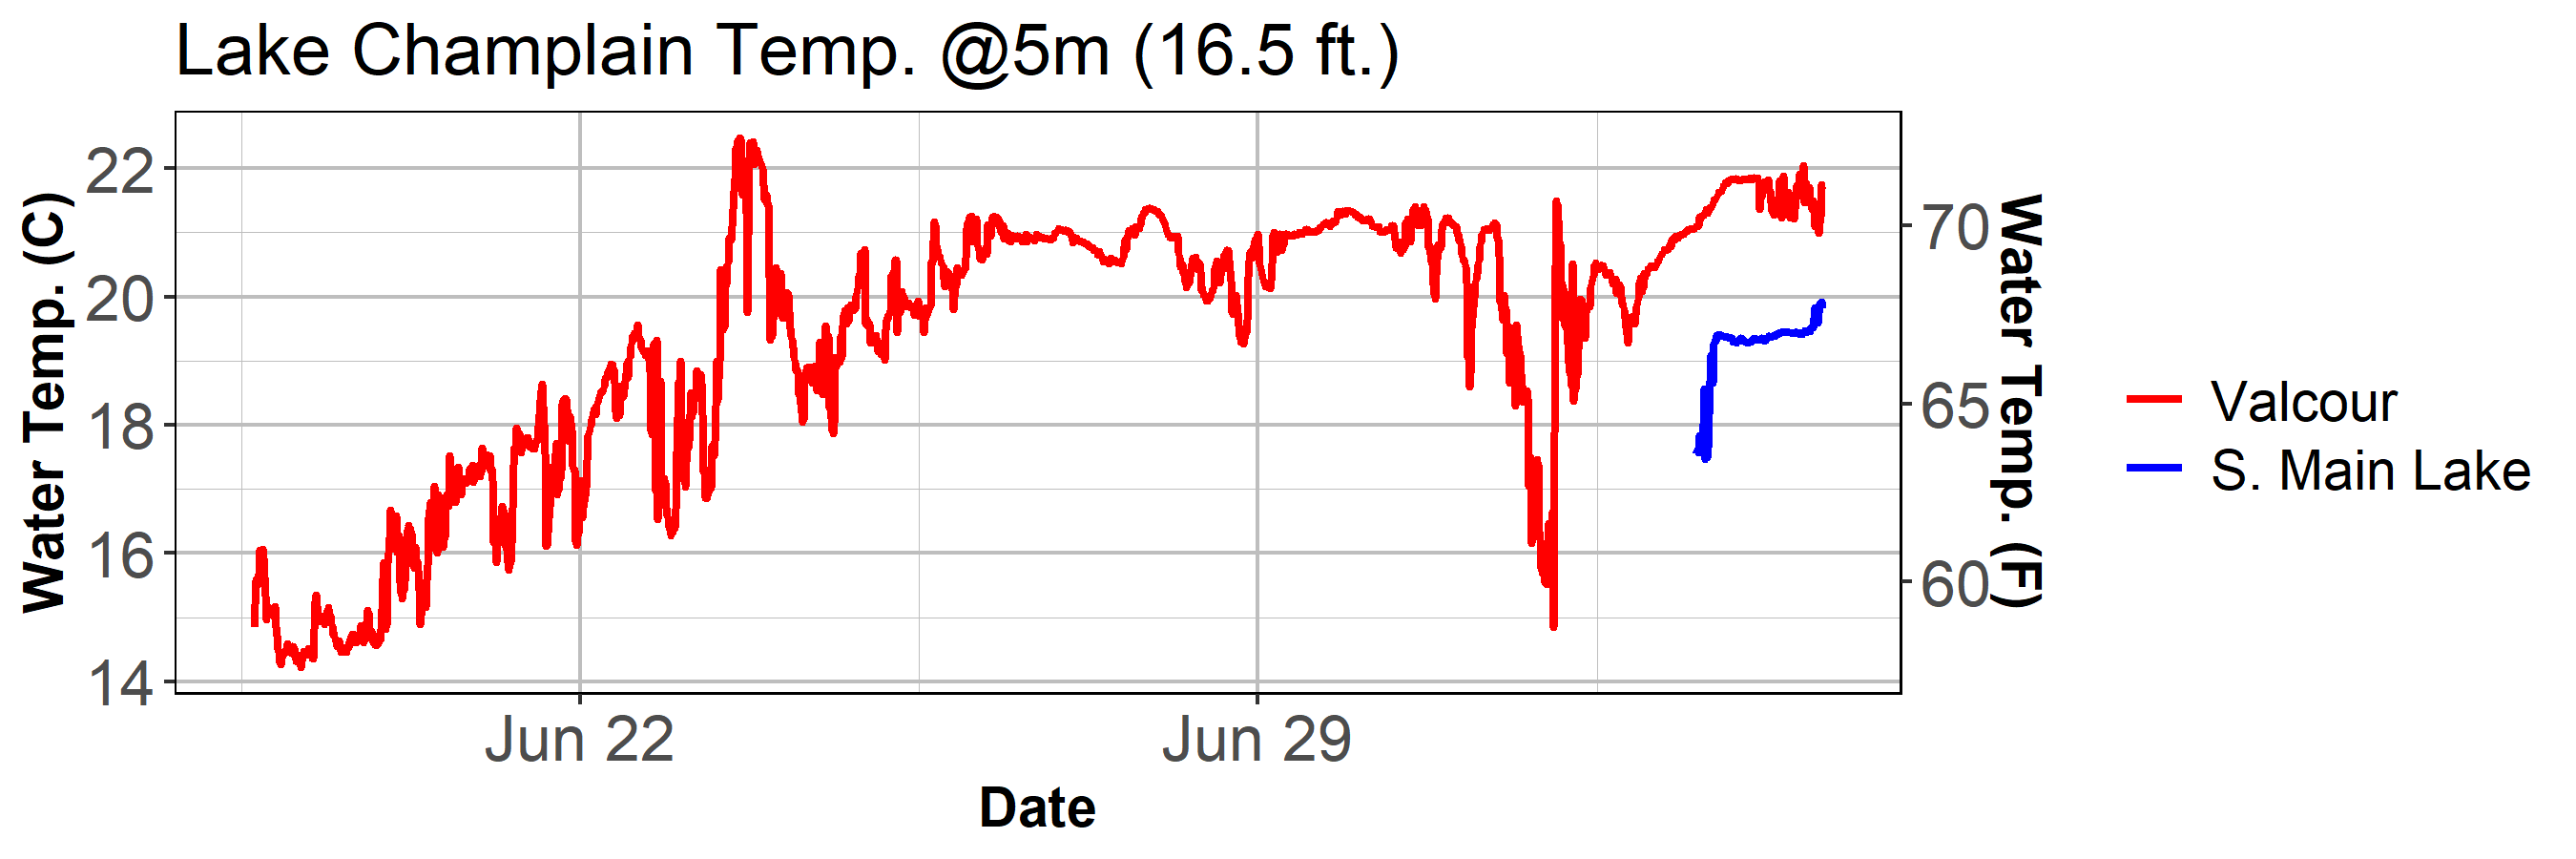 Lake Champlain Temp. @5m (16.5 ft.)
Water Temp. (C)
22
20
18
16
14
70
65
60
Water Temp. (F)
Jun 22
Jun 29
Date
Valcour
S. Main Lake